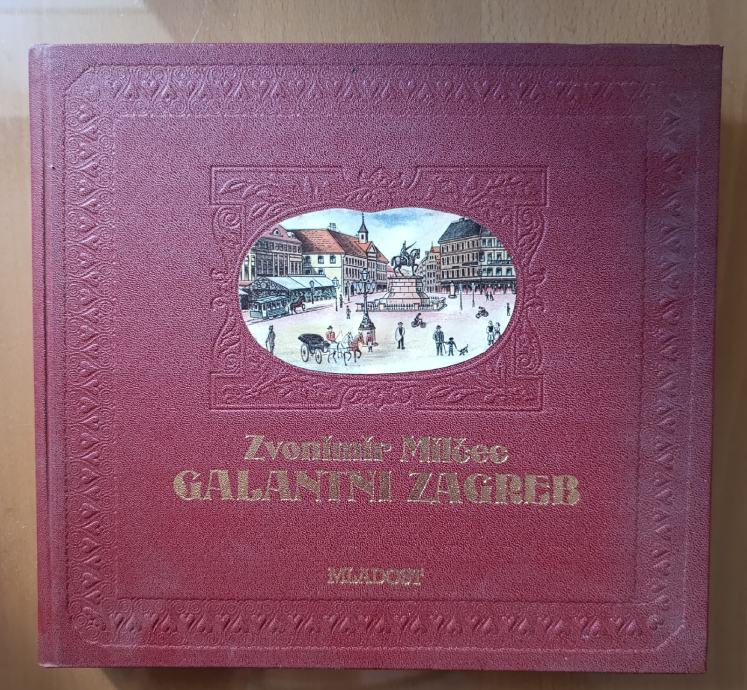 Zvonimir Milčec
GALANTNI ZAGREB
MLADOST